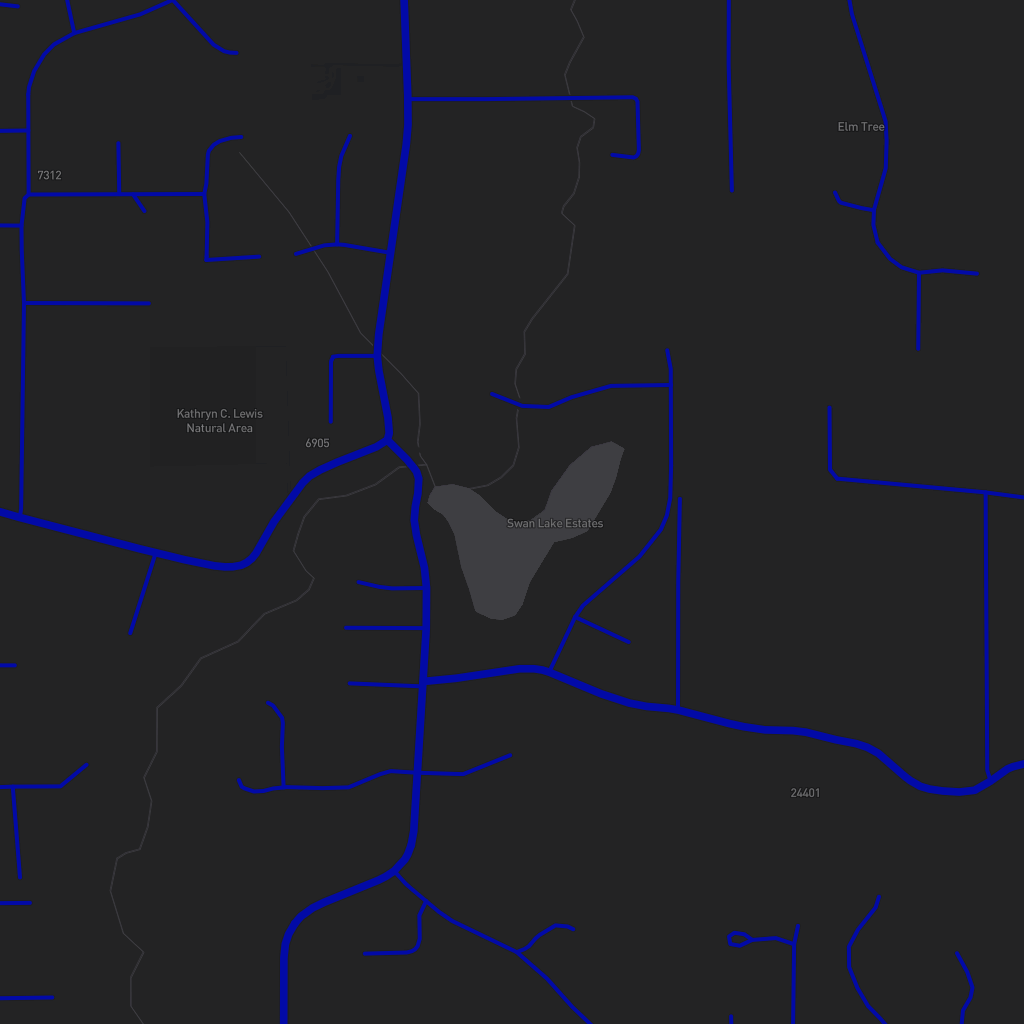 Elm Tree
7312
Kathryn C. Lewis
Natural Area
6905
Swan Lake Estates
24401